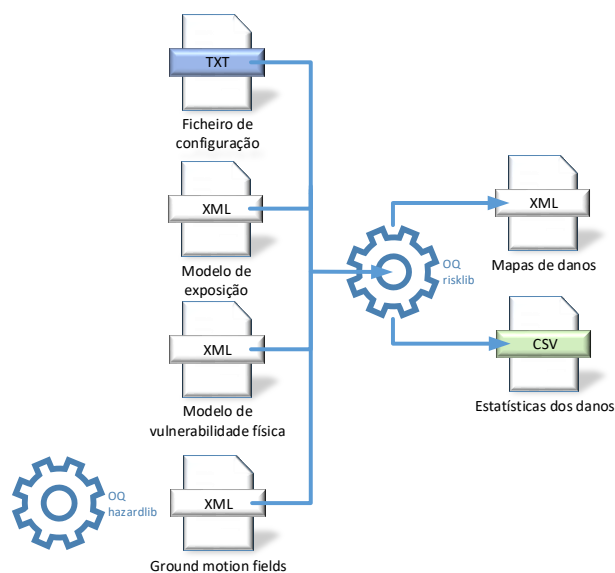 TXT
Ficheiro de
configuração
XML
Modelo de
exposição
XML
Modelo de
vulnerabilidade física
OQ
hazardlib
XML
Ground motion fields
OQ
risklib
XML
Mapas de danos
CSV
Estatísticas dos danos